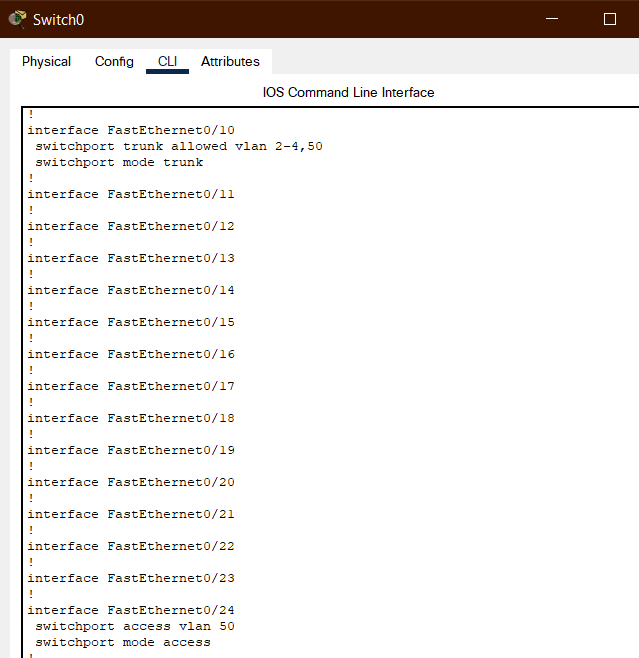 Switch0
Physical Config CLI Attributes
IOS Command Line Interface
!
interface FastEthernet0/10
 switchport trunk allowed vlan 2-4,50
 switchport mode trunk
!
interface FastEthernet0/11
!
interface FastEthernet0/12
!
interface FastEthernet0/13
!
interface FastEthernet0/14
!
interface FastEthernet0/15
!
interface FastEthernet0/16
!
interface FastEthernet0/17
!
interface FastEthernet0/18
!
interface FastEthernet0/19
!
interface FastEthernet0/20
!
interface FastEthernet0/21
!
interface FastEthernet0/22
!
interface FastEthernet0/23
!
interface FastEthernet0/24
 switchport access vlan 50
 switchport mode access
!